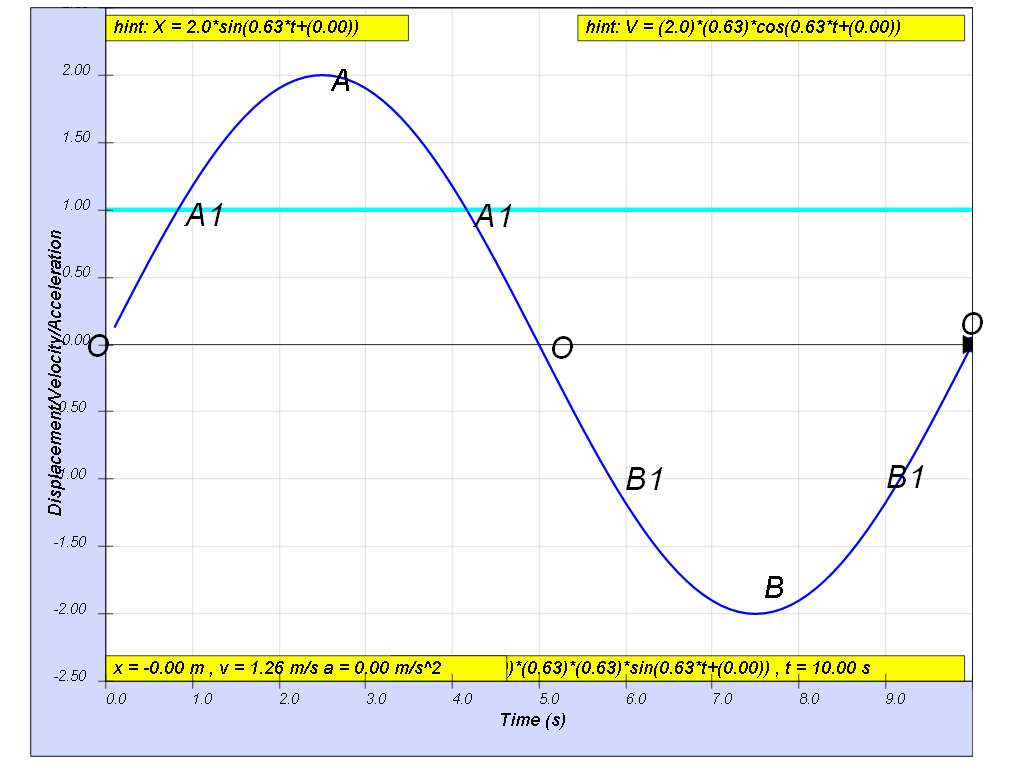 hint: X = 2.0*sin(0.63*t+(0.00))
hint: V = (2.0)*(0.63)*cos(0.63*t+(0.00))
2.00
A
1.50
1.00
A1
A1
0.50
0.00
O
O
O
0.50
1.00
B1
B1
-1.50
-2.00
B
-2.50
Displacement/Velocity/Acceleration
x = -0.00 m , v = 1.26 m/s a = 0.00 m/s^2
)*(0.63)*(0.63)*sin(0.63*t+(0.00)) , t = 10.00 s
0.0 1.0 2.0 3.0 4.0 5.0 6.0 7.0 8.0 9.0
Time (s)